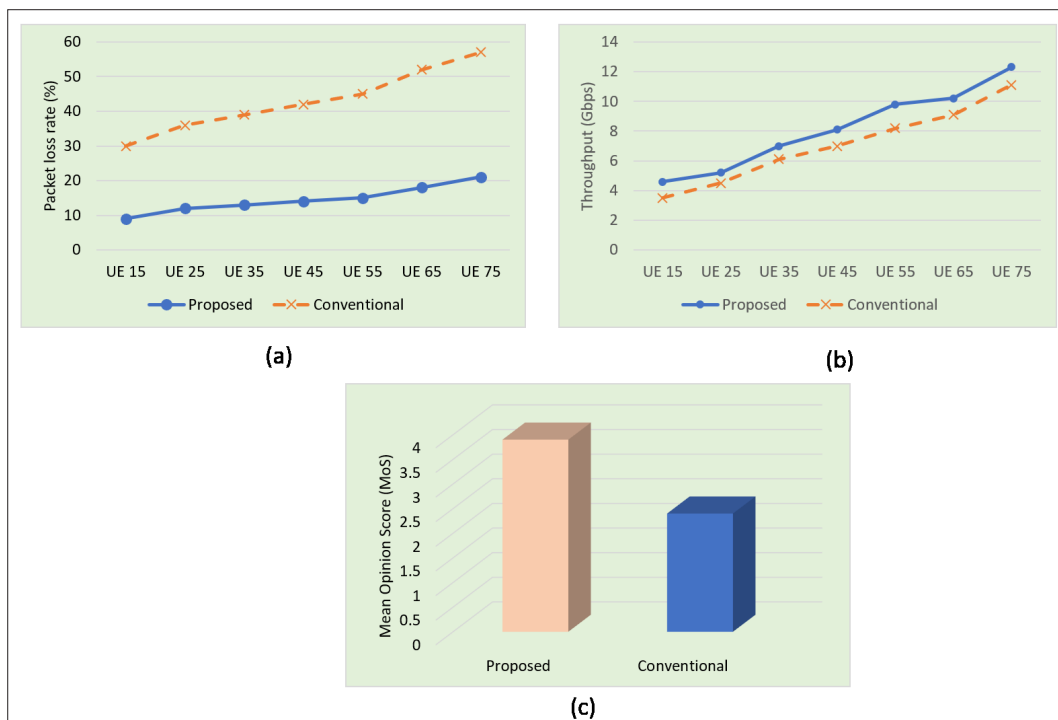 Packet loss rate (%)
60
50
40
30
20
10
0
UE 15 UE 25 UE 35 UE 45 UE 55 UE 65 UE 75
Proposed Conventional
(a)
Throughput (Gbps)
14
12
10
8
6
4
2
0
UE 15 UE 25 UE 35 UE 45 UE 55 UE 65 UE 75
Proposed Conventional
(b)
Mean Opinion Score (MoS)
4
3.5
3
2.5
2
1.5
1
0.5
0
Proposed Conventional
(c)